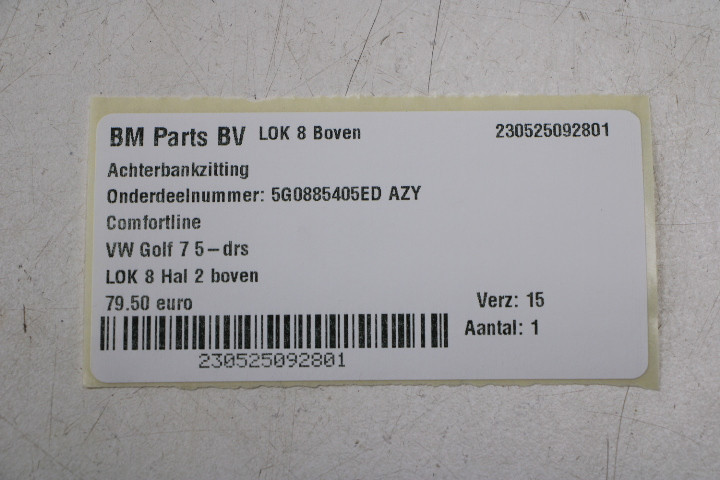 BM Parts BV LOK 8 Boven 230525092801
Achterbankzitting
Onderdeelnummer: 5G0885405ED AZY
Comfortline
VW Golf 7 5-drs
LOK 8 Hal 2 boven
79.50 euro Verz: 15
Aantal: 1
230525092801